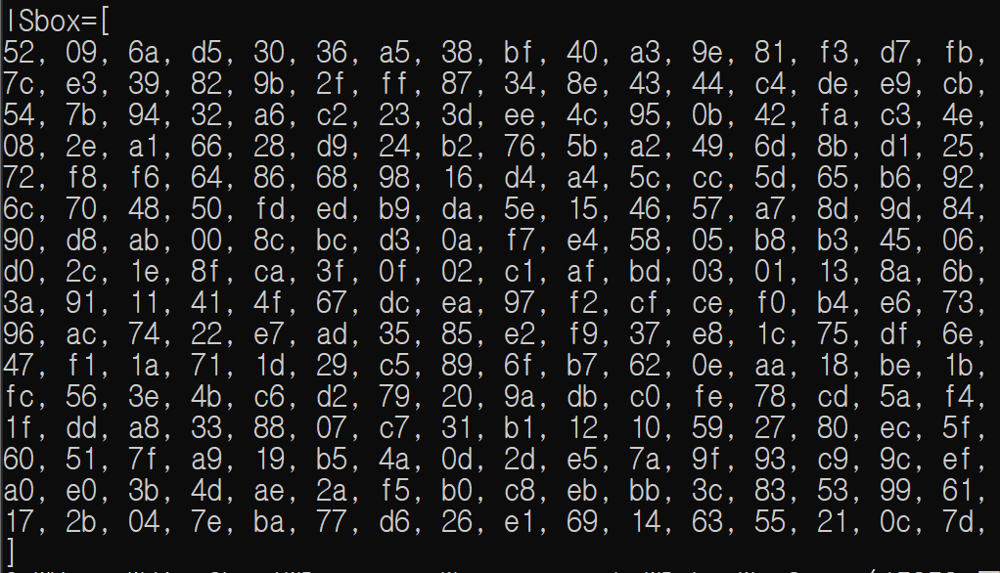 ISbox=[
52, 09, 6a, d5, 30, 36, a5, 38, bf, 40, a3, 9e, 81, f3, d7, fb,
7c, e3, 39, 82, 9b, 2f, ff, 87, 34, 8e, 43, 44, c4, de, e9, cb,
54, 7b, 94, 32, a6, c2, 23, 3d, ee, 4c, 95, 0b, 42, fa, c3, 4e,
08, 2e, a1, 66, 28, d9, 24, b2, 76, 5b, a2, 49, 6d, 8b, d1, 25,
72, f8, f6, 64, 86, 68, 98, 16, d4, a4, 5c, cc, 5d, 65, b6, 92,
6c, 70, 48, 50, fd, ed, b9, da, 5e, 15, 46, 57, a7, 8d, 9d, 84,
90, d8, ab, 00, 8c, bc, d3, 0a, f7, e4, 58, 05, b8, b3, 45, 06,
d0, 2c, 1e, 8f, ca, 3f, 0f, 02, c1, af, bd, 03, 01, 13, 8a, 6b,
3a, 91, 11, 41, 4f, 67, dc, ea, 97, f2, cf, ce, f0, b4, e6, 73,
96, ac, 74, 22, e7, ad, 35, 85, e2, f9, 37, e8, 1c, 75, df, 6e,
47, f1, 1a, 71, 1d, 29, c5, 89, 6f, b7, 62, 0e, aa, 18, be, 1b,
fc, 56, 3e, 4b, c6, d2, 79, 20, 9a, db, c0, fe, 78, cd, 5a, f4,
1f, dd, a8, 33, 88, 07, c7, 31, b1, 12, 10, 59, 27, 80, ec, 5f,
60, 51, 7f, a9, 19, b5, 4a, 0d, 2d, e5, 7a, 9f, 93, c9, 9c, ef,
a0, e0, 3b, 4d, ae, 2a, f5, b0, c8, eb, bb, 3c, 83, 53, 99, 61,
17, 2b, 04, 7e, ba, 77, d6, 26, e1, 69, 14, 63, 55, 21, 0c, 7d,
]